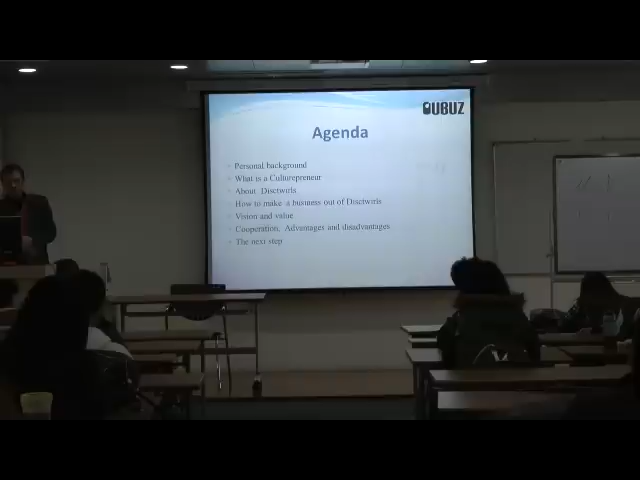 QUBUZ
Agenda
Personal background
What is a Culturepreneur
About Disctwirls
How to make a business out of Disctwirls
Vision and value
Cooperation, Advantages and disadvantages
The next step